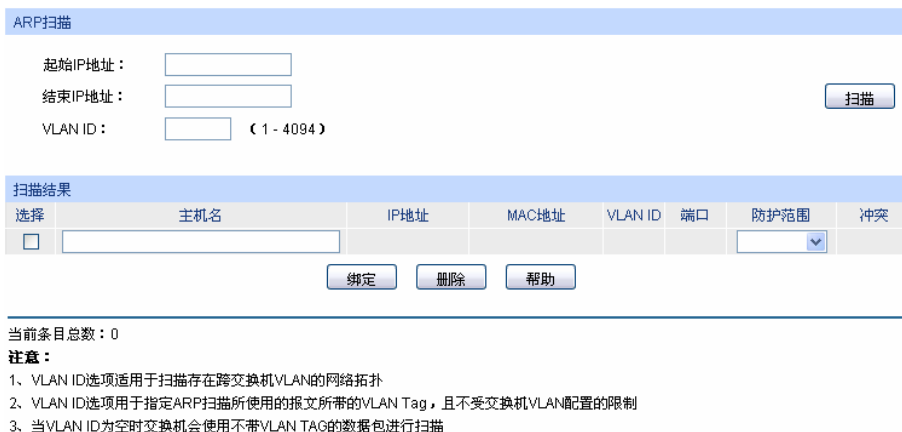 ARP扫描
起始IP地址：
结束IP地址：
扫描
VLAN ID： （1 - 4094）
扫描结果
选择 主机名 IP地址 MAC地址 VLAN ID 端口 防护范围 冲突
绑定 删除 帮助
当前条目总数：0
注意：
1、VLAN ID选项适用于扫描存在跨交换机VLAN的网络拓扑
2、VLAN ID选项用于指定ARP扫描所使用的报文所带的VLAN Tag，且不受交换机VLAN配置的限制
3、当VLAN ID为空时交换机会使用不带VLAN TAG的数据包进行扫描